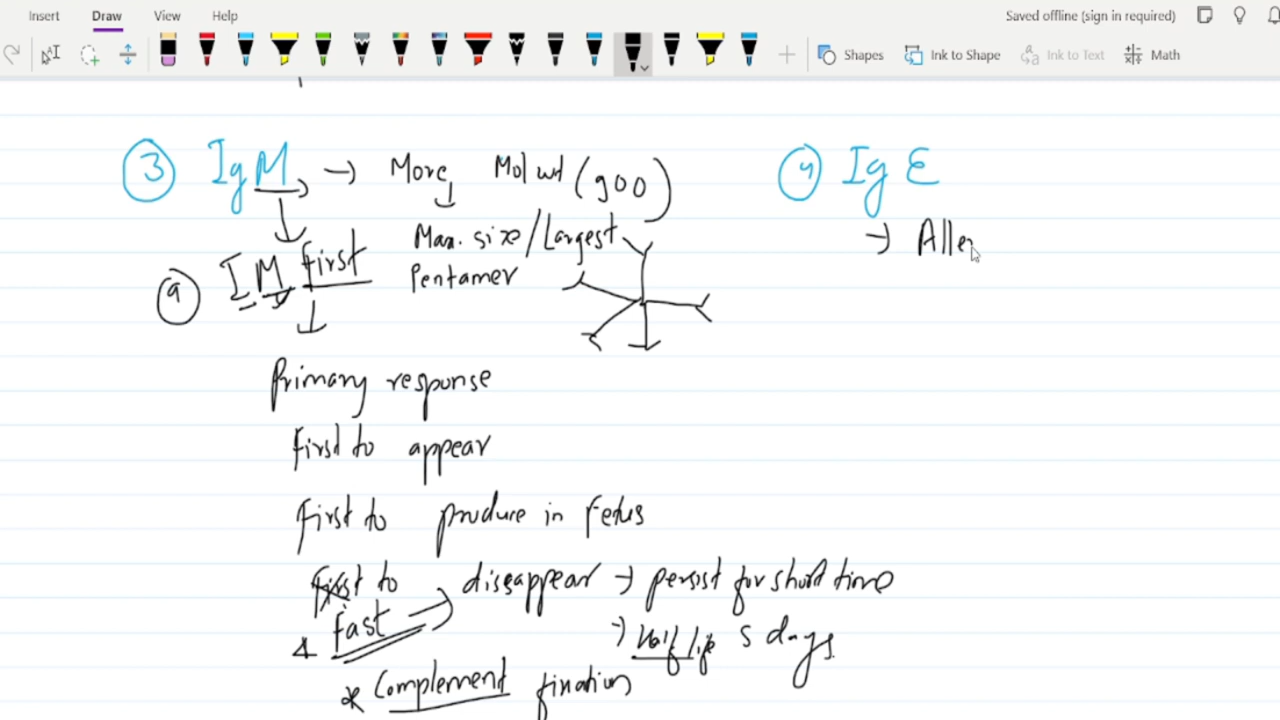 Insert Draw View Help Saved offline (sign in required)
Shapes Ink to Shape Ink to Text Math
③ IgM → More Mol wt (900)
Max. size/Largest
Pentamer
a IM first
Primary response
First to appear
First to produce in fetus
First to disappear → persist for short time
Fast → Half life 5 days
* Complement fixation
④ Ig E
→ Aller